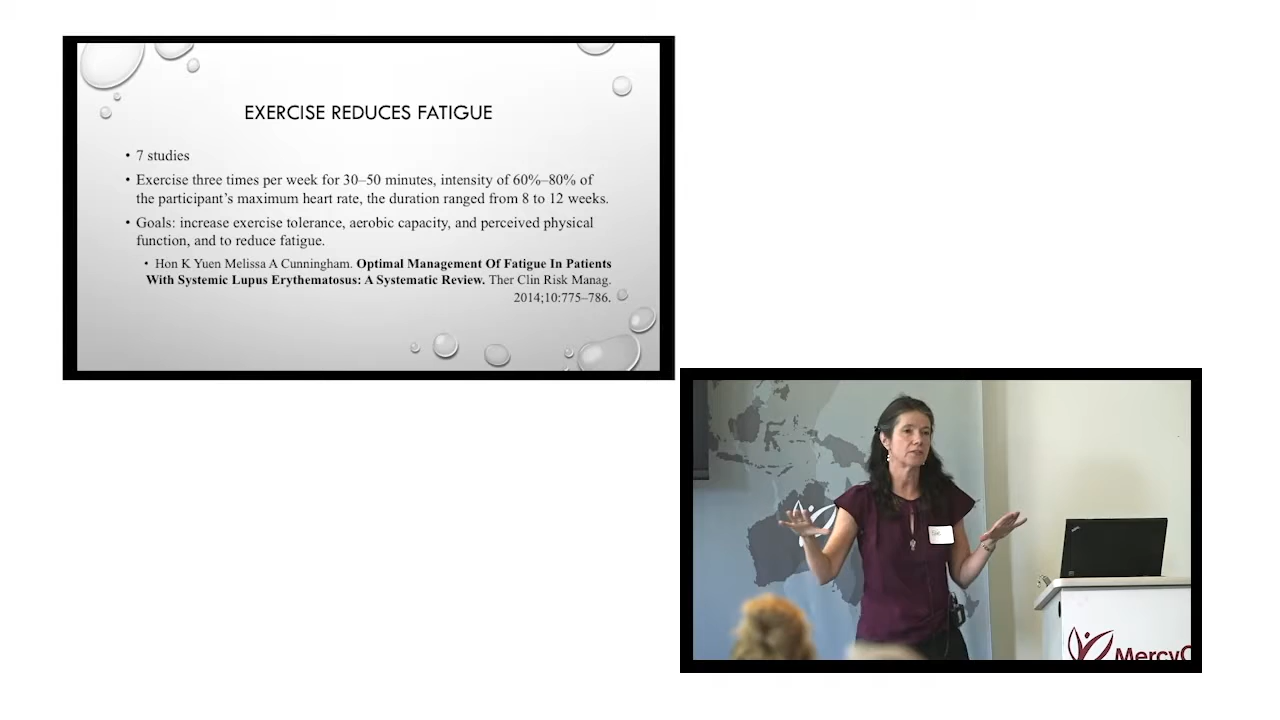 EXERCISE REDUCES FATIGUE
• 7 studies
• Exercise three times per week for 30–50 minutes, intensity of 60%–80% of
the participant’s maximum heart rate, the duration ranged from 8 to 12 weeks.
• Goals: increase exercise tolerance, aerobic capacity, and perceived physical
function, and to reduce fatigue.
• Hon K Yuen Melissa A Cunningham. Optimal Management Of Fatigue In Patients
With Systemic Lupus Erythematosus: A Systematic Review. Ther Clin Risk Manag.
2014;10:775–786.
MercyC